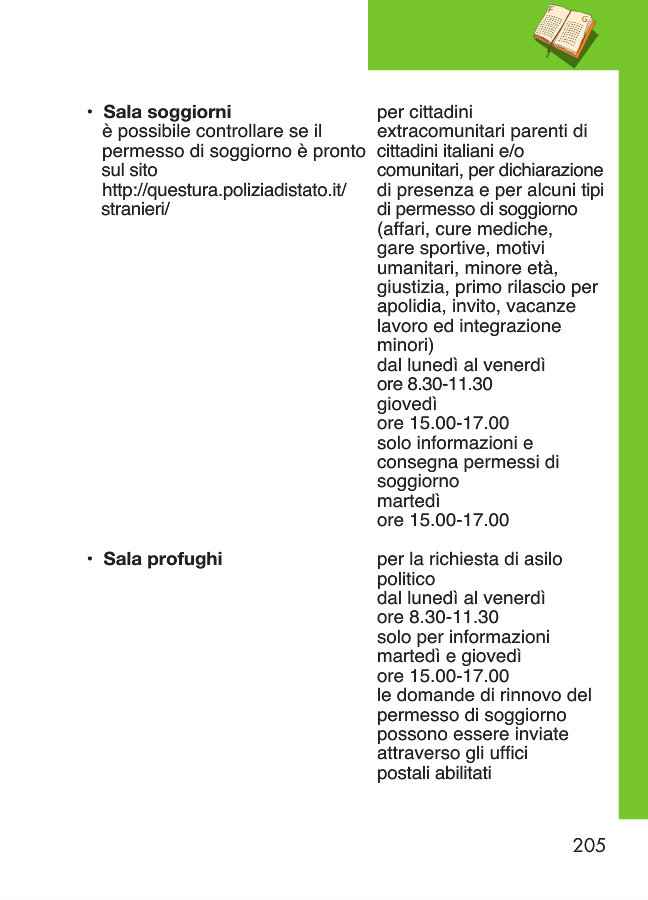 • Sala soggiorni
è possibile controllare se il
permesso di soggiorno è pronto
sul sito
http://questura.poliziadistato.it/
stranieri/
per cittadini
extracomunitari parenti di
cittadini italiani e/o
comunitari, per dichiarazione
di presenza e per alcuni tipi
di permesso di soggiorno
(affari, cure mediche,
gare sportive, motivi
umanitari, minore età,
giustizia, primo rilascio per
apolidia, invito, vacanze
lavoro ed integrazione
minori)
dal lunedì al venerdì
ore 8.30-11.30
giovedì
ore 15.00-17.00
solo informazioni e
consegna permessi di
soggiorno
martedì
ore 15.00-17.00
• Sala profughi
per la richiesta di asilo
politico
dal lunedì al venerdì
ore 8.30-11.30
solo per informazioni
martedì e giovedì
ore 15.00-17.00
le domande di rinnovo del
permesso di soggiorno
possono essere inviate
attraverso gli uffici
postali abilitati
205